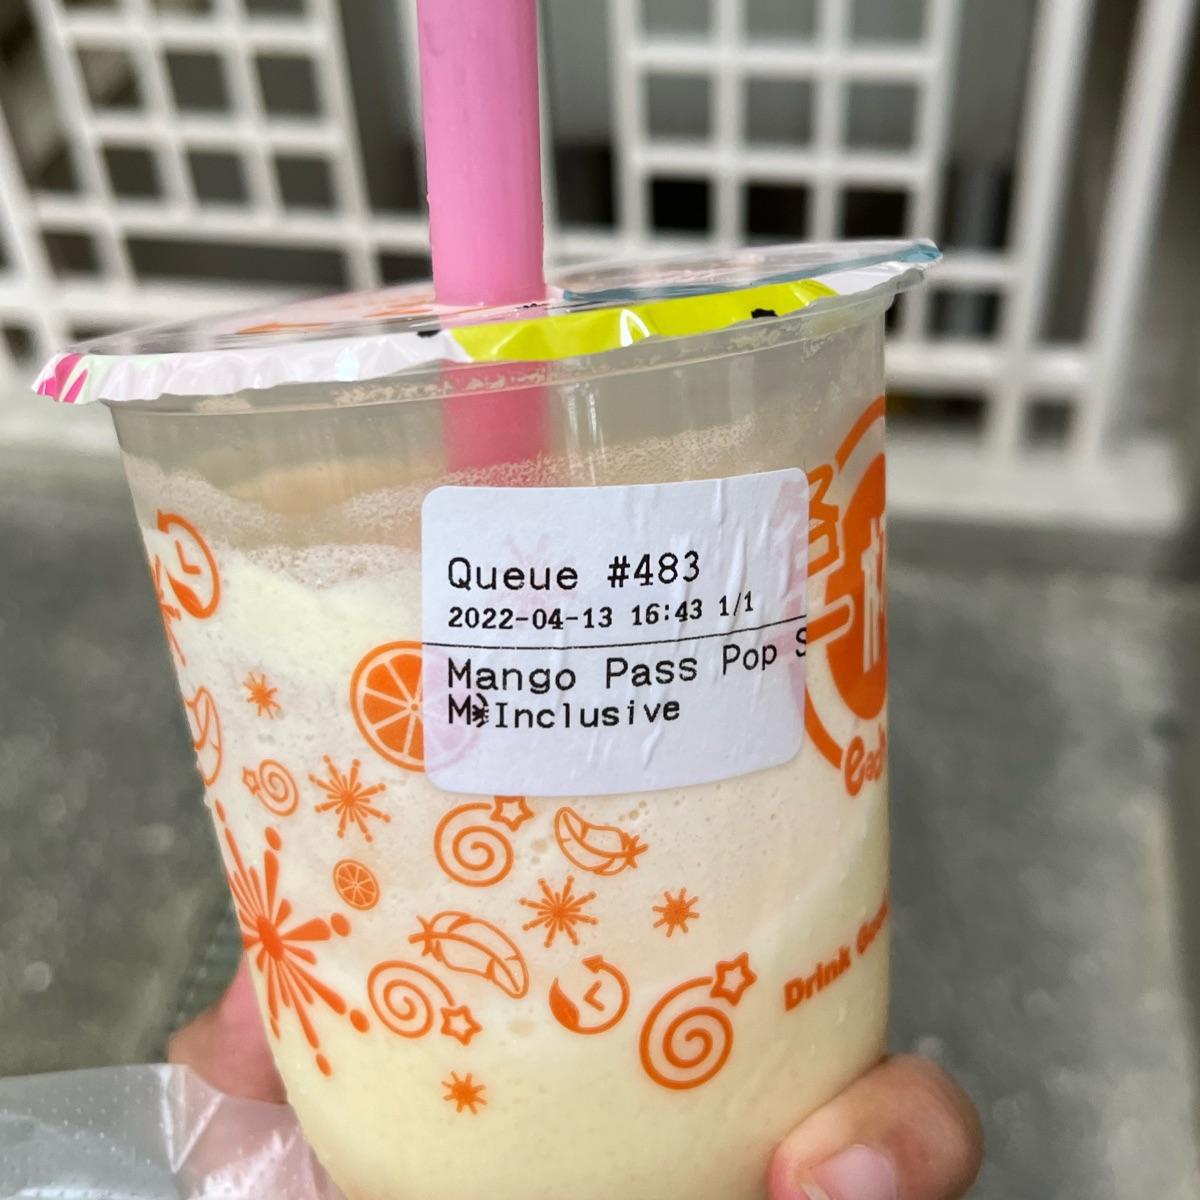 Queue #483
2022-04-13 16:43 1/1
Mango Pass Pop S
Inclusive
Drink